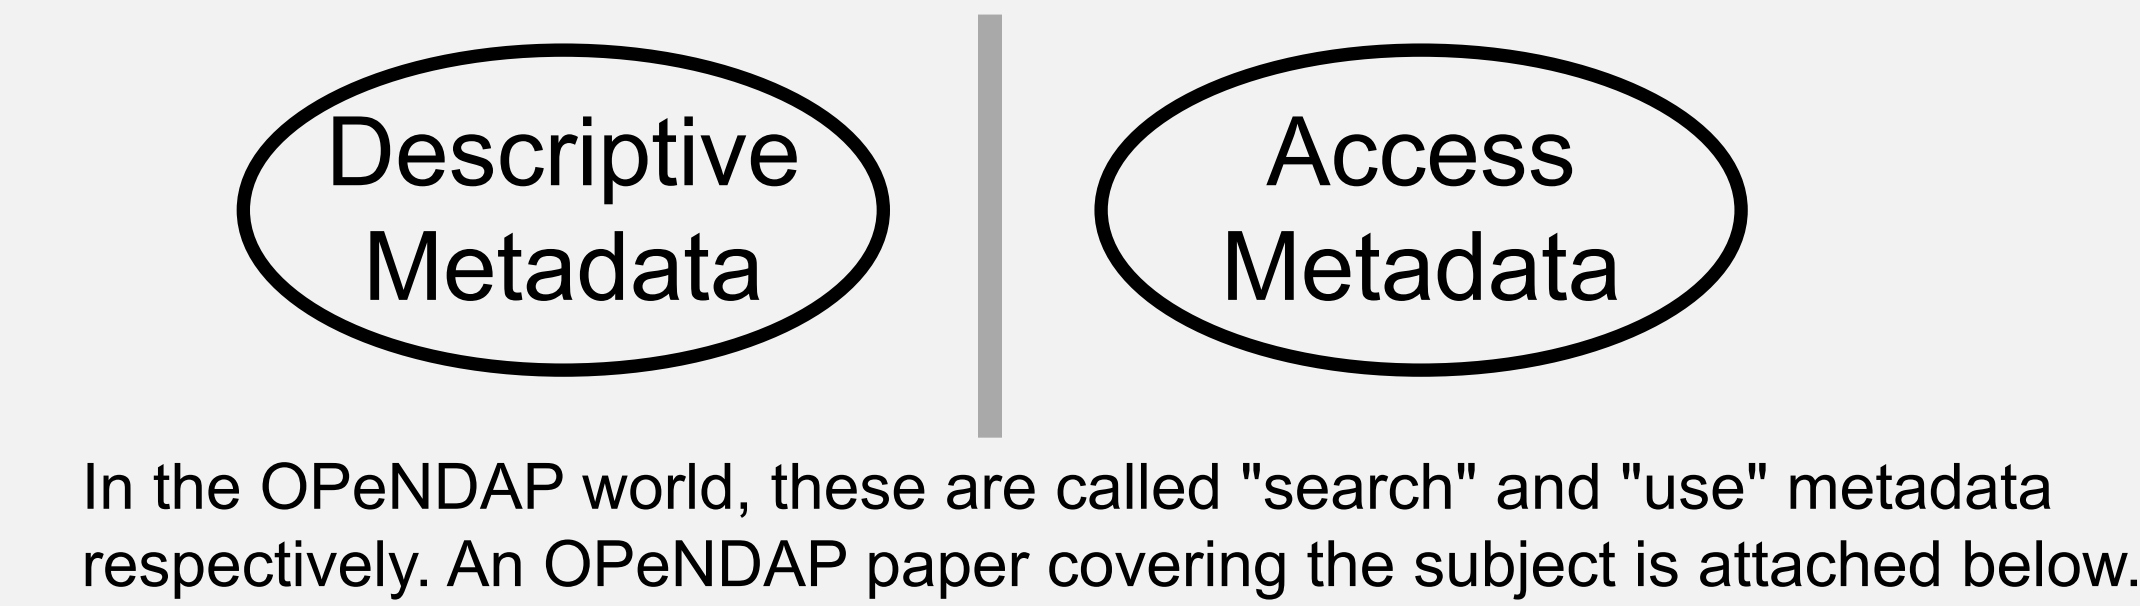 Descriptive
Metadata
Access
Metadata
In the OPeNDAP world, these are called "search" and "use" metadata
respectively. An OPeNDAP paper covering the subject is attached below.